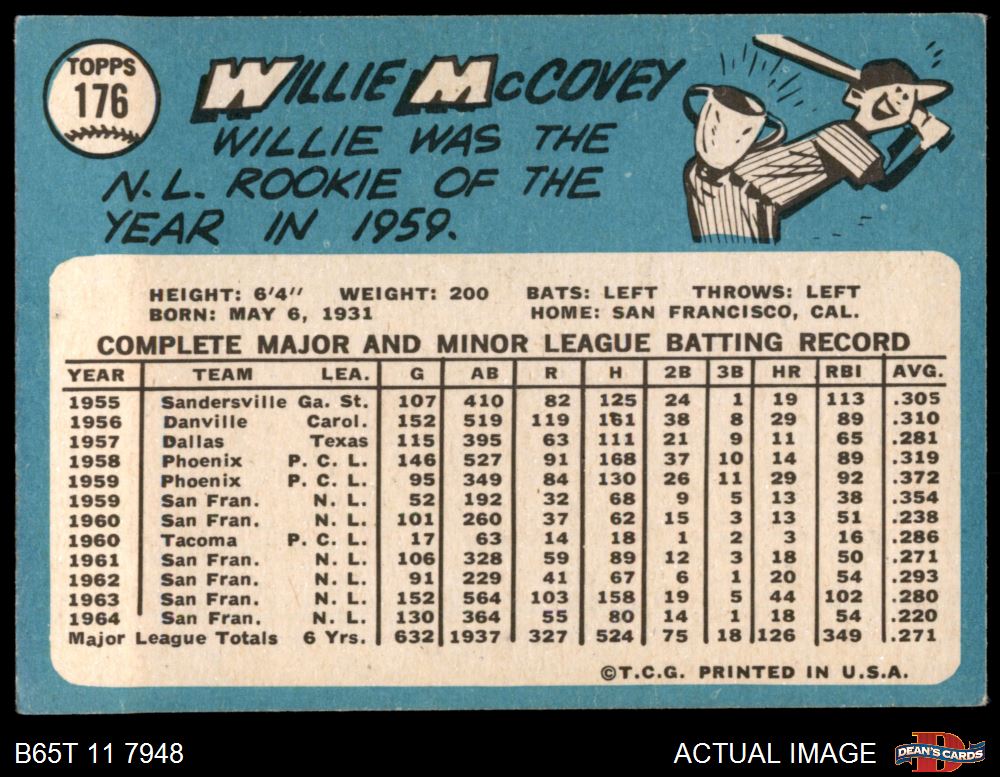 TOPPS
176
WILLIE McCOVEY
WILLIE WAS THE
N.L. ROOKIE OF THE
YEAR IN 1959.
HEIGHT: 6'4" WEIGHT: 200 BATS: LEFT THROWS: LEFT
BORN: MAY 6, 1931 HOME: SAN FRANCISCO, CAL.
COMPLETE MAJOR AND MINOR LEAGUE BATTING RECORD
YEAR TEAM LEA. G AB R H 2B 3B HR RBI AVG.
1955 Sandersville Ga. St. 107 410 82 125 24 1 19 113 .305
1956 Danville Carol. 152 519 119 161 38 8 29 89 .310
1957 Dallas Texas 115 395 63 111 21 9 11 65 .281
1958 Phoenix P. C. L. 146 527 91 168 37 10 14 89 .319
1959 Phoenix P. C. L. 95 349 84 130 26 11 29 92 .372
1959 San Fran. N. L. 52 192 32 68 9 5 13 38 .354
1960 San Fran. N. L. 101 260 37 62 15 3 13 51 .238
1960 Tacoma P. C. L. 17 63 14 18 1 2 3 16 .286
1961 San Fran. N. L. 106 328 59 89 12 3 18 50 .271
1962 San Fran. N. L. 91 229 41 67 6 1 20 54 .293
1963 San Fran. N. L. 152 564 103 158 19 5 44 102 .280
1964 San Fran. N. L. 130 364 55 80 14 1 18 54 .220
Major League Totals 6 Yrs. 632 1937 327 524 75 18 126 349 .271
©T.C.G. PRINTED IN U.S.A.
B65T 11 7948 ACTUAL IMAGE
D
DEAN'S CARDS